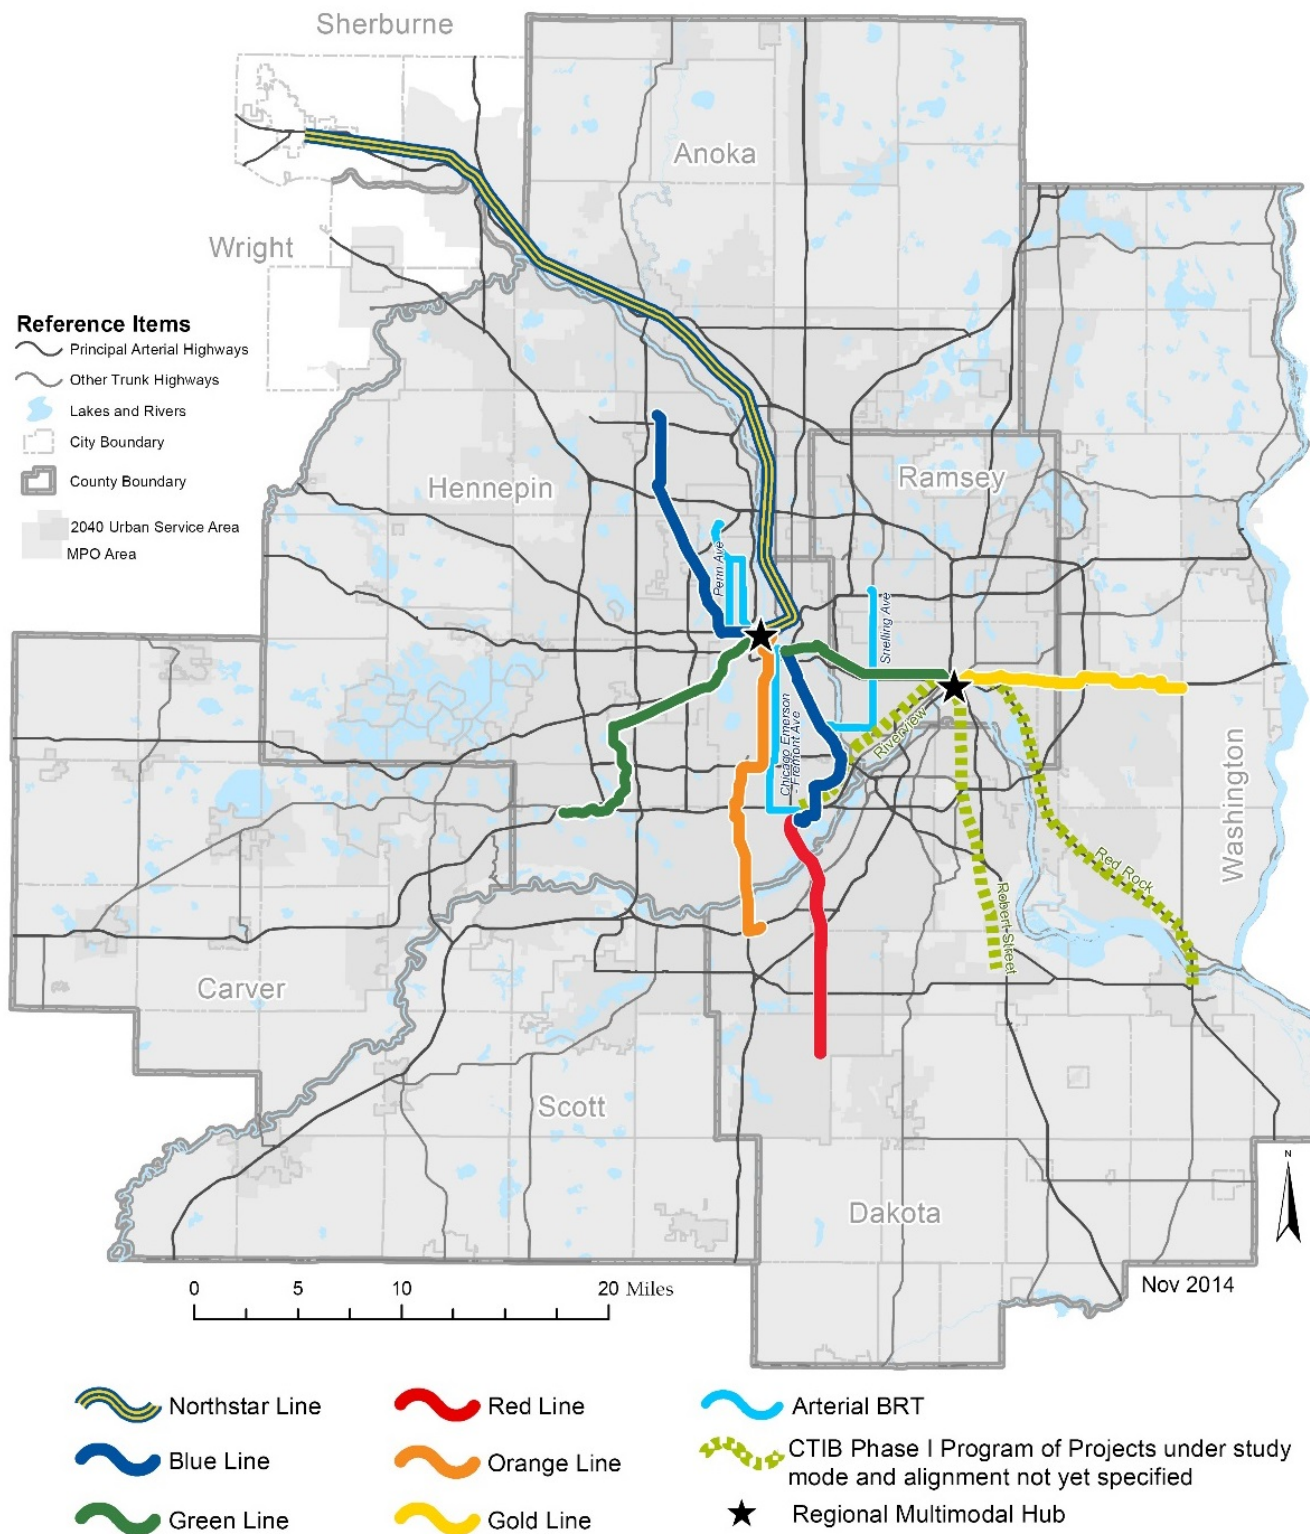 Sherburne
Anoka
Wright
Reference Items
Principal Arterial Highways
Other Trunk Highways
Lakes and Rivers
City Boundary
County Boundary
2040 Urban Service Area
MPO Area
Hennepin
Ramsey
Penn Ave
Snelling Ave
Chicago Emerson
- Fremont Ave
Riverview
Washington
Red Rock
Robert Street
Carver
Scott
Dakota
N
0 5 10 20 Miles
Nov 2014
Northstar Line
Blue Line
Green Line
Red Line
Orange Line
Gold Line
Arterial BRT
CTIB Phase I Program of Projects under study
mode and alignment not yet specified
Regional Multimodal Hub